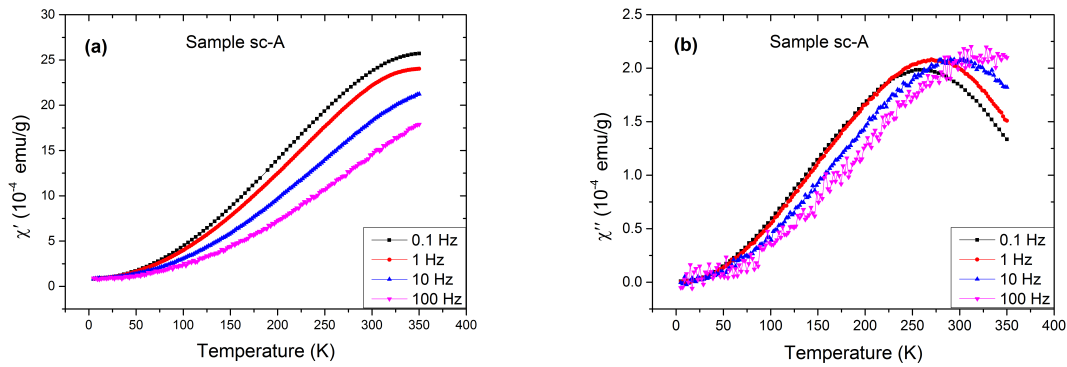 (a)
Sample sc-A
χ′ (10⁻⁴ emu/g)
30
25
20
15
10
5
0
0 50 100 150 200 250 300 350 400
Temperature (K)
0.1 Hz
1 Hz
10 Hz
100 Hz
(b)
Sample sc-A
χ′′ (10⁻⁴ emu/g)
2.5
2.0
1.5
1.0
0.5
0.0
0 50 100 150 200 250 300 350 400
Temperature (K)
0.1 Hz
1 Hz
10 Hz
100 Hz